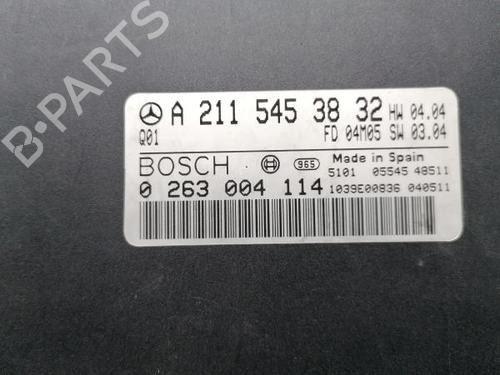 A 211 545 38 32 HW 04.04
Q01 FD 04M05 SW 03.04
BOSCH 965 Made in Spain
5101 05545 48511
0 263 004 114 1039E00836 040511
B-PARTS